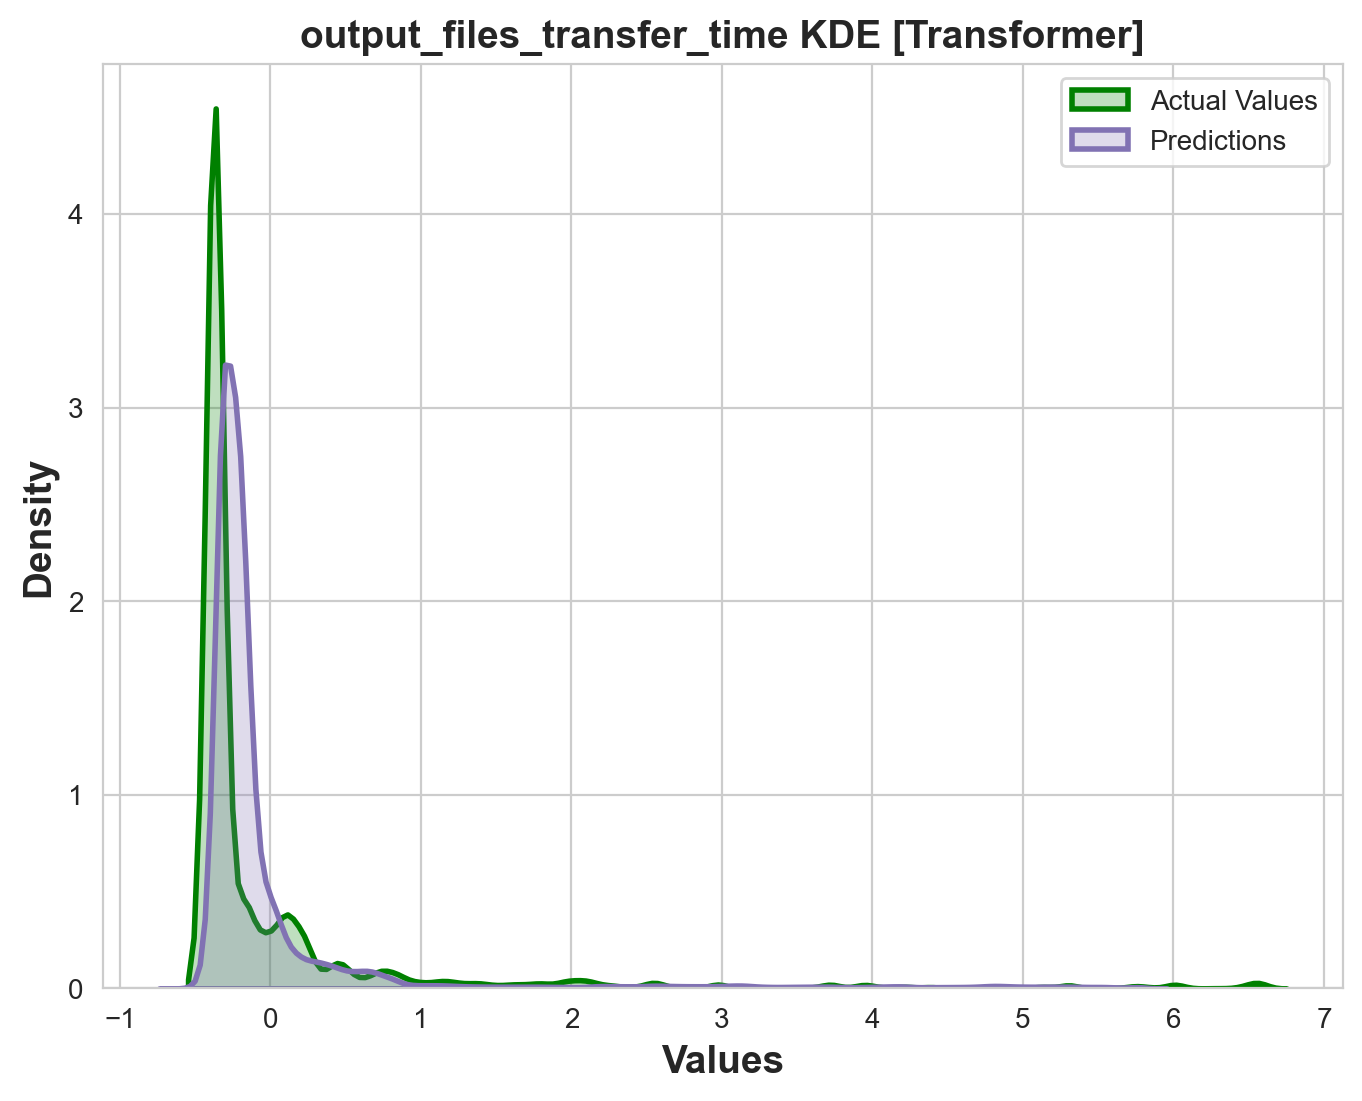 output_files_transfer_time KDE [Transformer]
Actual Values
Predictions
Density
4
3
2
1
0
−1 0 1 2 3 4 5 6 7
Values